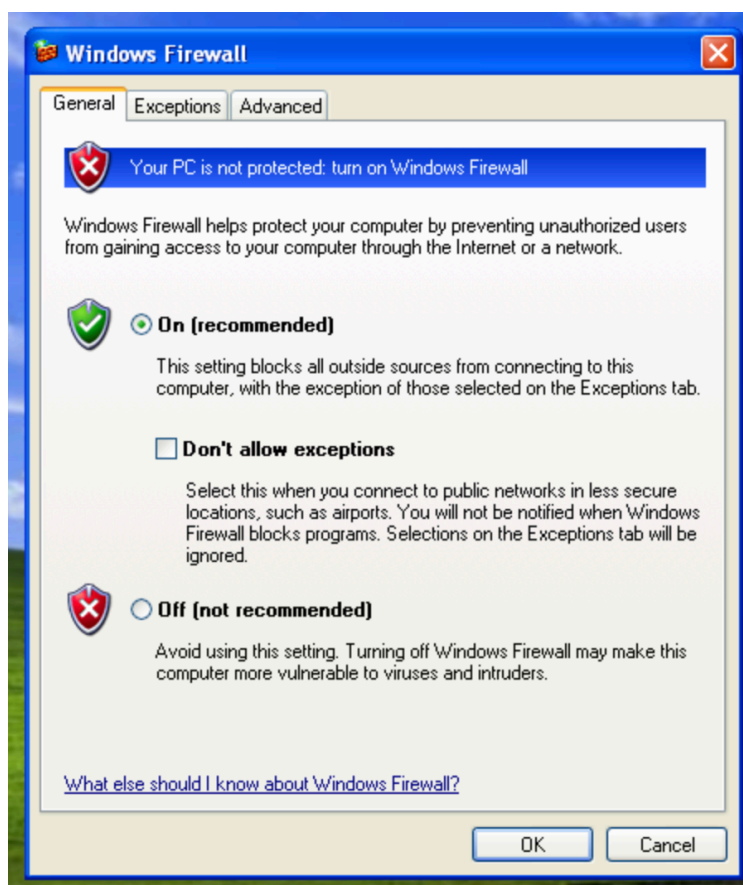 Windows Firewall
General Exceptions Advanced
Your PC is not protected: turn on Windows Firewall
Windows Firewall helps protect your computer by preventing unauthorized users
from gaining access to your computer through the Internet or a network.
On (recommended)
This setting blocks all outside sources from connecting to this
computer, with the exception of those selected on the Exceptions tab.
Don't allow exceptions
Select this when you connect to public networks in less secure
locations, such as airports. You will not be notified when Windows
Firewall blocks programs. Selections on the Exceptions tab will be
ignored.
Off (not recommended)
Avoid using this setting. Turning off Windows Firewall may make this
computer more vulnerable to viruses and intruders.
What else should I know about Windows Firewall?
OK Cancel